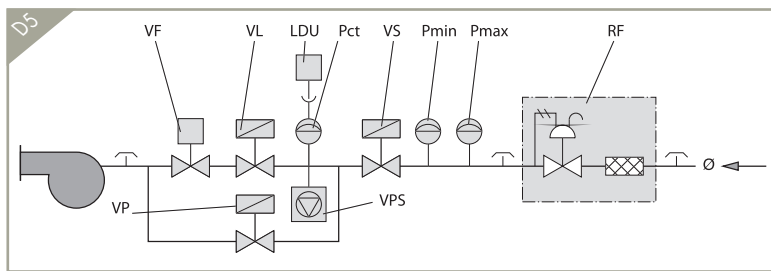 D5
VF VL LDU Pct VS Pmin Pmax RF
Ø
VP VPS